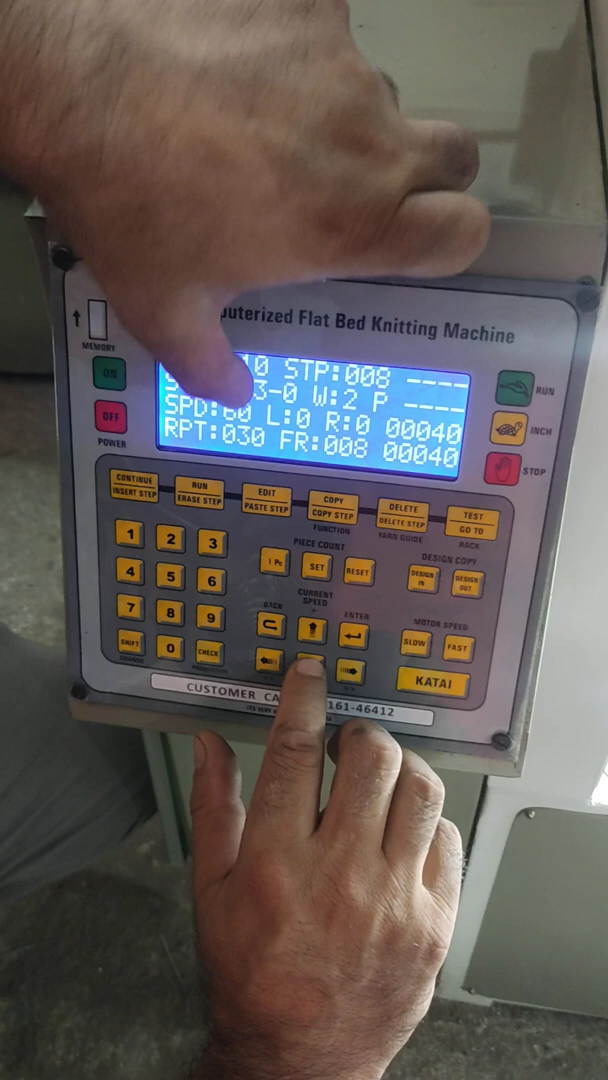 Flat Bed Knitting Machine
MEMORY
ON
OFF
POWER
10 STP:008 ----
3-0 W:2 P ----
SPD:60 L:0 R:0 00040
RPT:030 FR:008 00040
RUN
INCH
STOP
CONTINUE
INSERT STEP
RUN
ERASE STEP
EDIT
PASTE STEP
COPY
COPY STEP
DELETE
DELETE STEP
TEST
GO TO
FUNCTION
YARN GUIDE
RACK
1 2 3
4 5 6
7 8 9
SHIFT 0 CHECK
PIECE COUNT
1 Pc SET RESET
DESIGN COPY
DESIGN IN
DESIGN OUT
CURRENT SPEED
+
BACK
ENTER
MOTOR SPEED
SLOW FAST
KATAI
CUSTOMER CA 161-46412